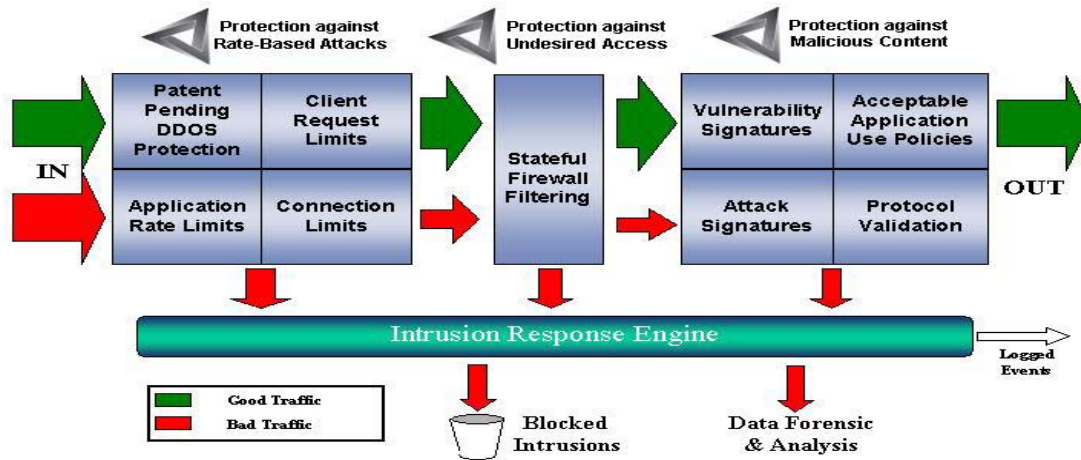 Protection against
Rate-Based Attacks
Protection against
Undesired Access
Protection against
Malicious Content
IN
Patent
Pending
DDOS
Protection
Client
Request
Limits
Application
Rate Limits
Connection
Limits
Stateful
Firewall
Filtering
Vulnerability
Signatures
Acceptable
Application
Use Policies
Attack
Signatures
Protocol
Validation
OUT
Intrusion Response Engine
Logged
Events
Good Traffic
Bad Traffic
Blocked
Intrusions
Data Forensic
& Analysis